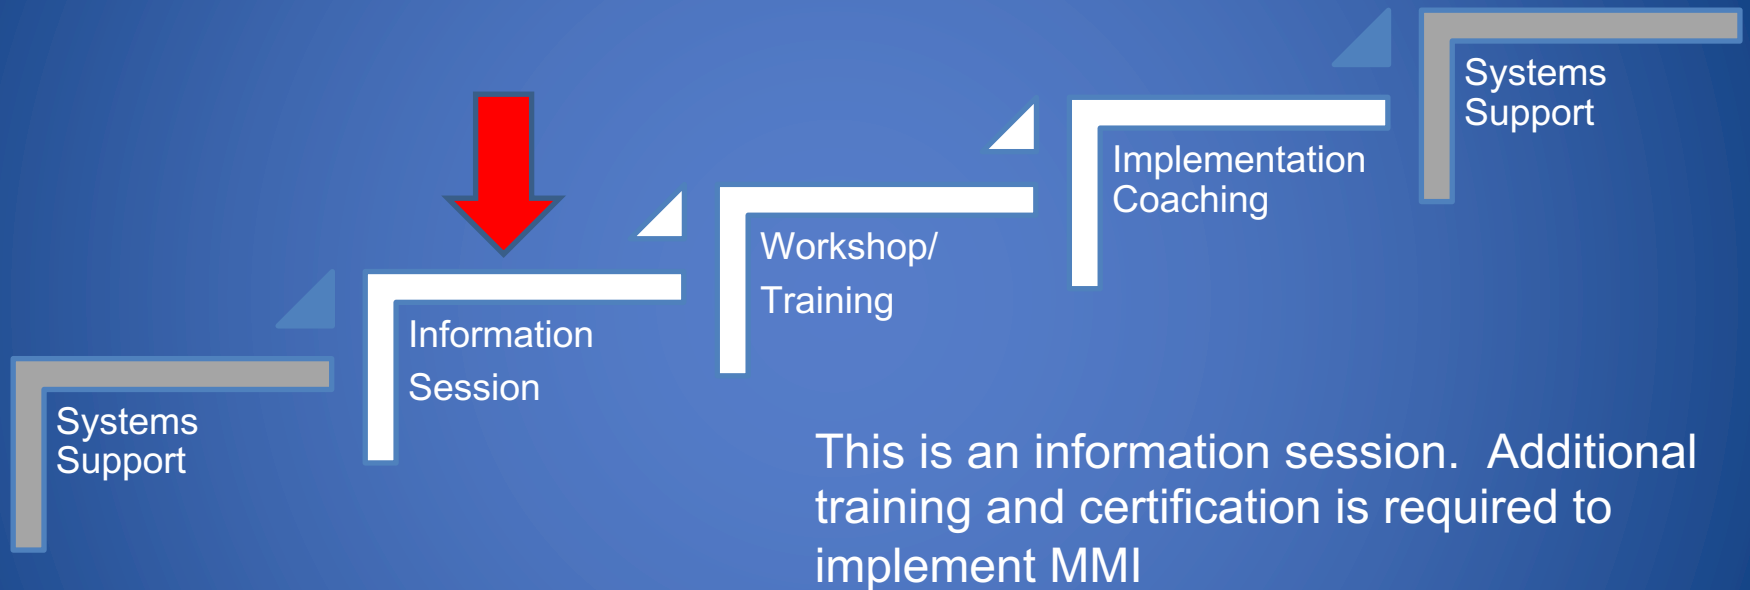 Systems
Support
Information
Session
Workshop/
Training
Implementation
Coaching
Systems
Support
This is an information session.  Additional
training and certification is required to
implement MMI